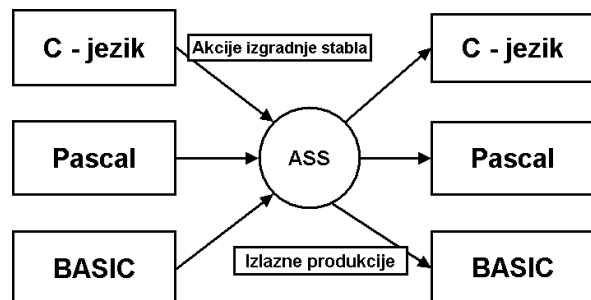 C - jezik
Akcije izgradnje stabla
C - jezik
Pascal
ASS
Pascal
BASIC
Izlazne produkcije
BASIC